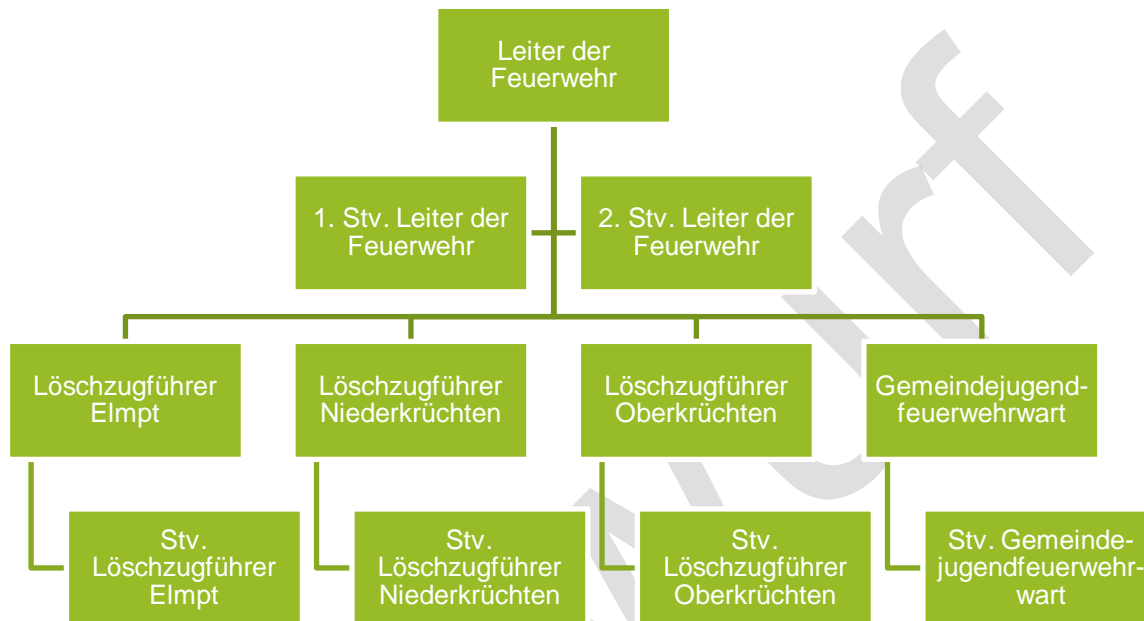 Leiter der
Feuerwehr
1. Stv. Leiter der
Feuerwehr
2. Stv. Leiter der
Feuerwehr
Löschzugführer
Elmpt
Löschzugführer
Niederkrüchten
Löschzugführer
Oberkrüchten
Gemeindejugend-
feuerwehrwart
Stv.
Löschzugführer
Elmpt
Stv.
Löschzugführer
Niederkrüchten
Stv.
Löschzugführer
Oberkrüchten
Stv. Gemeinde-
jugendfeuerwehr-
wart